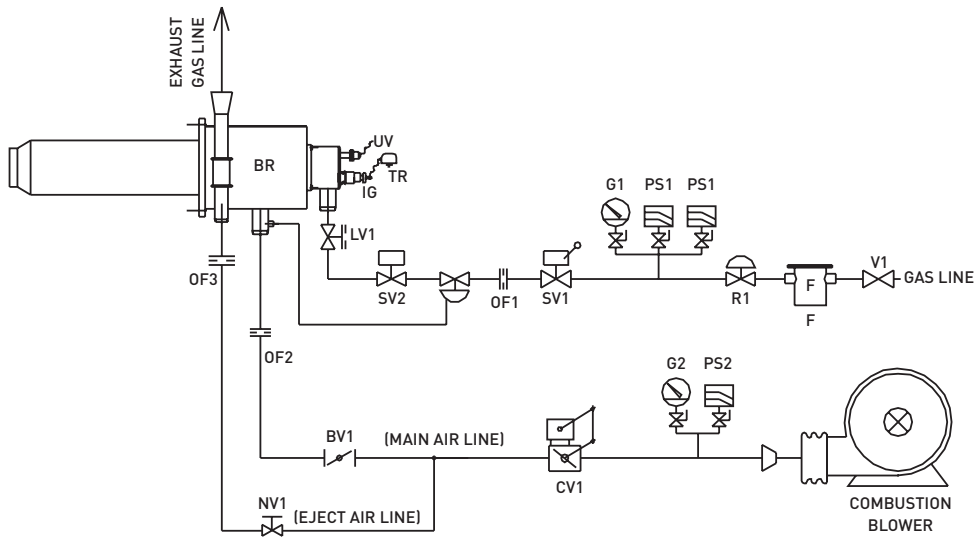 EXHAUST
GAS LINE
BR
UV
TR
IG
LV1
G1
PS1
PS1
V1
GAS LINE
OF3
SV2
OF1
SV1
R1
F
F
OF2
G2
PS2
BV1
(MAIN AIR LINE)
CV1
NV1
(EJECT AIR LINE)
COMBUSTION
BLOWER